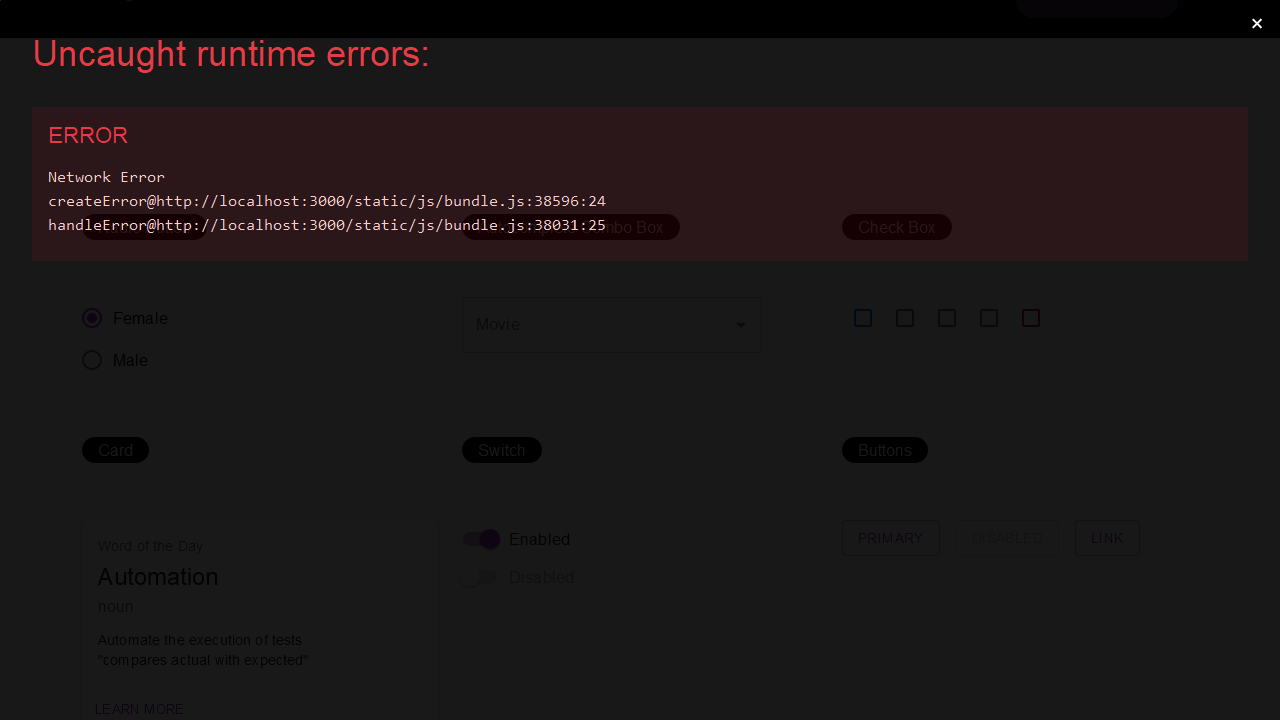 ×
Uncaught runtime errors:
ERROR
Network Error
createError@http://localhost:3000/static/js/bundle.js:38596:24
handleError@http://localhost:3000/static/js/bundle.js:38031:25
Box
Check Box
Female
Movie
Male
Card
Switch
Buttons
Word of the Day
Enabled
PRIMARY
DISABLED
LINK
Automation
Disabled
noun
Automate the execution of tests
"compares actual with expected"
LEARN MORE